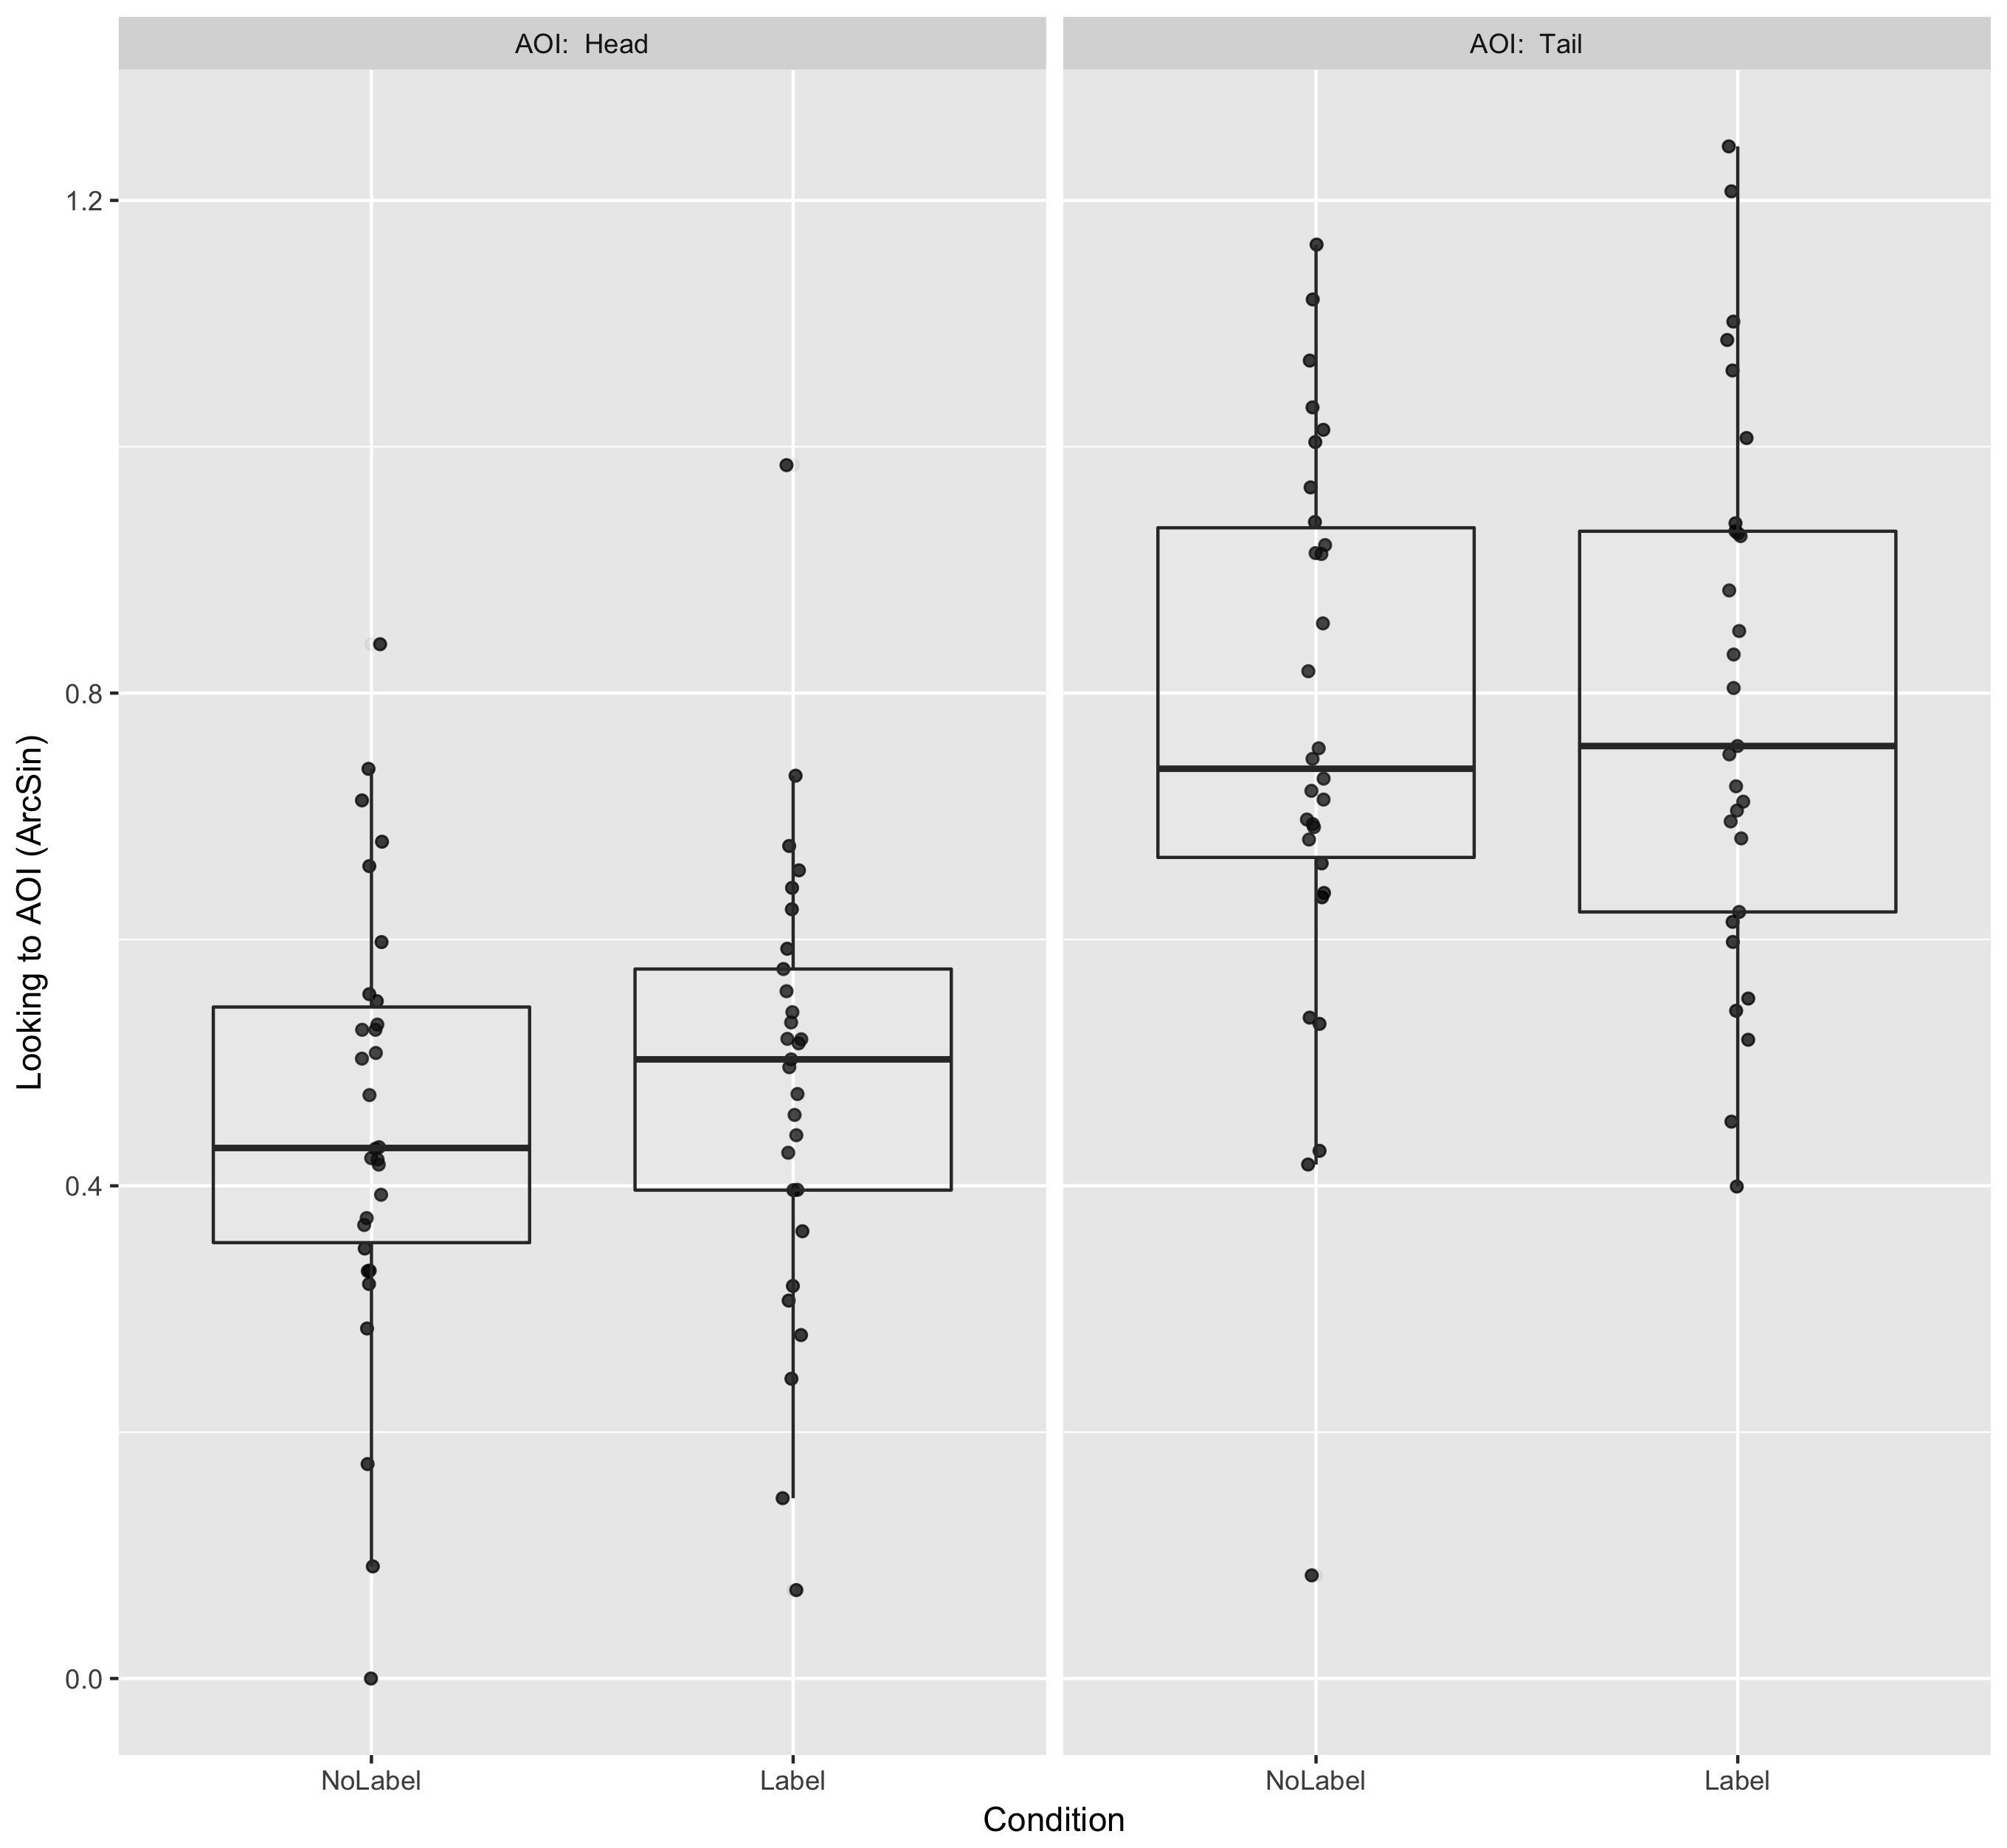 AOI: Head
AOI: Tail
Looking to AOI (ArcSin)
1.2
0.8
0.4
0.0
NoLabel
Label
NoLabel
Label
Condition